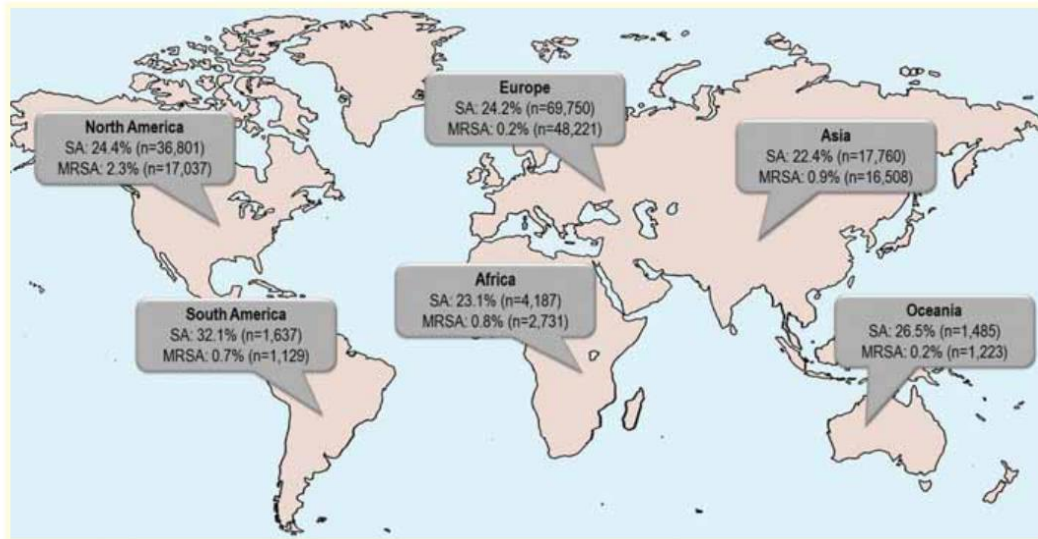 Europe
SA: 24.2% (n=69,750)
MRSA: 0.2% (n=48,221)
North America
SA: 24.4% (n=36,801)
MRSA: 2.3% (n=17,037)
Asia
SA: 22.4% (n=17,760)
MRSA: 0.9% (n=16,508)
Africa
SA: 23.1% (n=4,187)
MRSA: 0.8% (n=2,731)
South America
SA: 32.1% (n=1,637)
MRSA: 0.7% (n=1,129)
Oceania
SA: 26.5% (n=1,485)
MRSA: 0.2% (n=1,223)